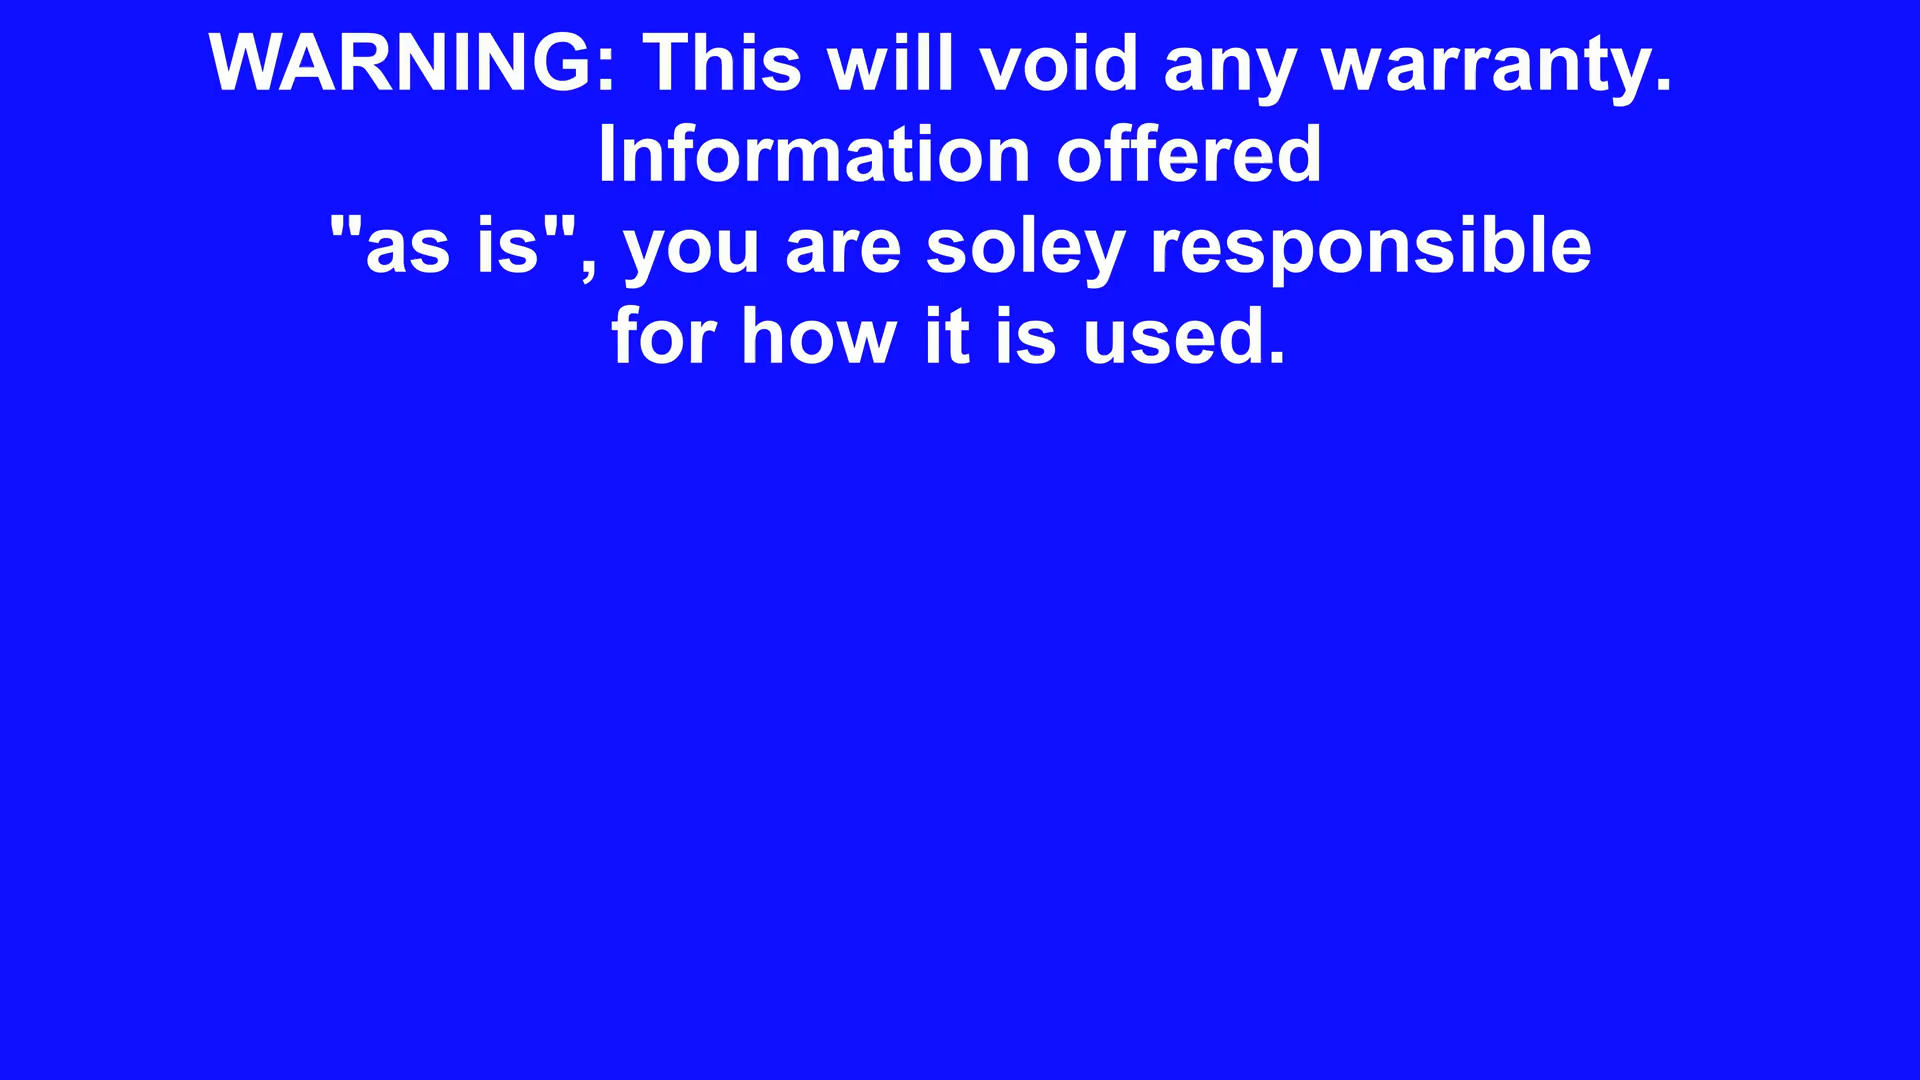 WARNING: This will void any warranty.
Information offered
"as is", you are soley responsible
for how it is used.